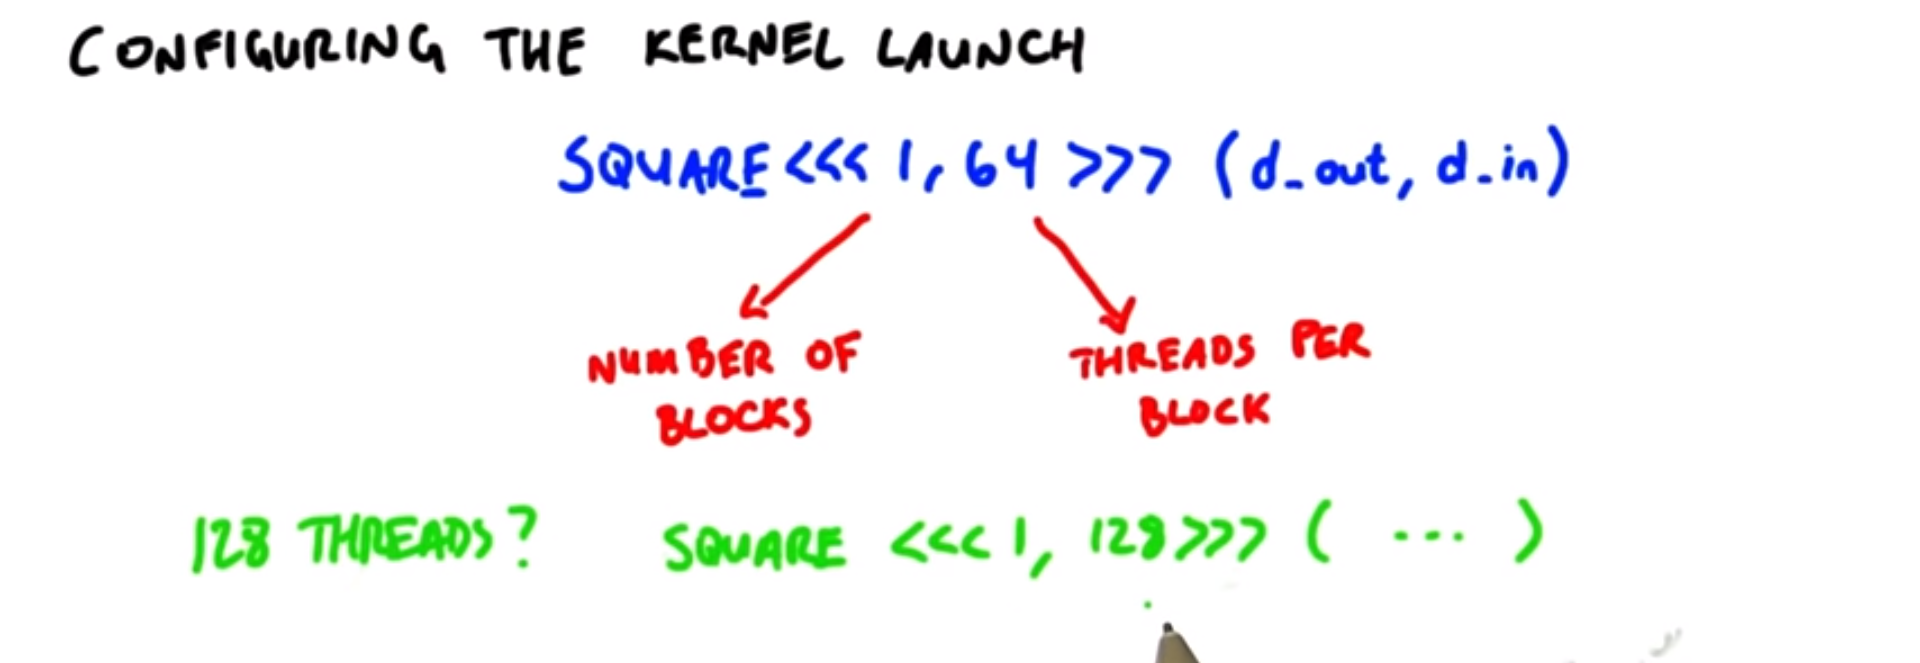 CONFIGURING THE KERNEL LAUNCH
SQUARE <<< 1, 64 >>> (d_out, d_in)
NUMBER OF BLOCKS
THREADS PER BLOCK
128 THREADS? SQUARE <<< 1, 128 >>> ( ... )